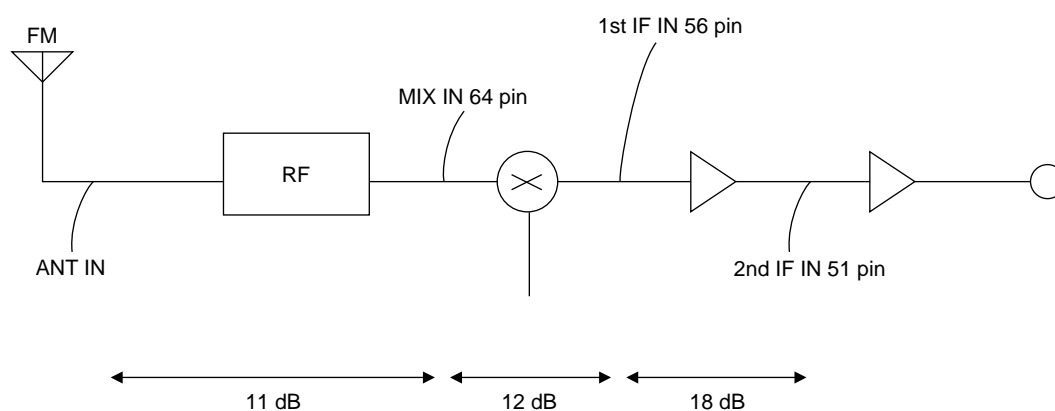 1st IF IN 56 pin
FM
MIX IN 64 pin
RF
ANT IN
2nd IF IN 51 pin
11 dB
12 dB
18 dB